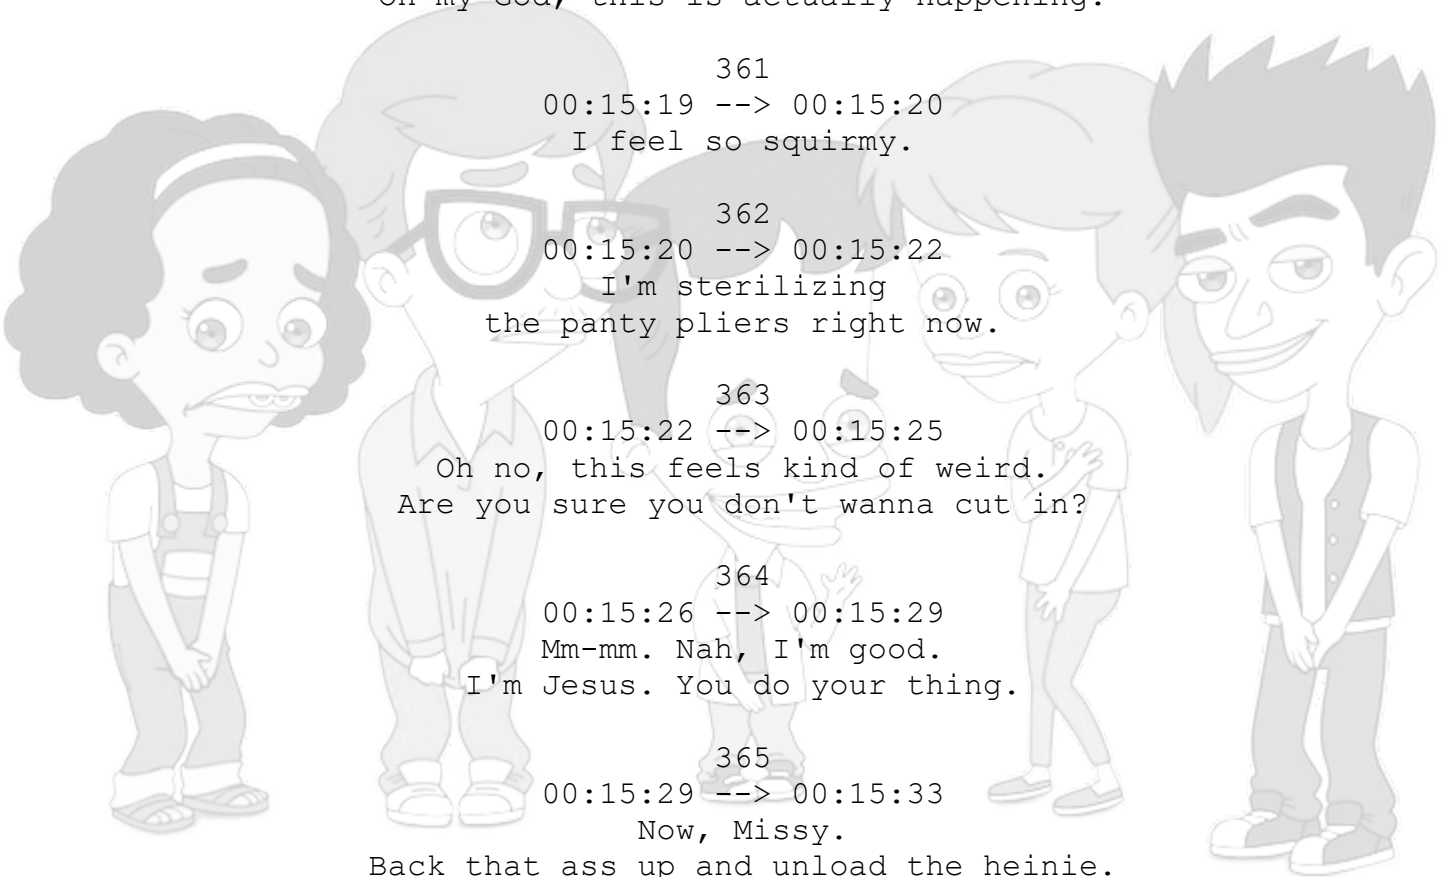 Oh my God, this is actually happening.
361
00:15:19 --> 00:15:20
I feel so squirmy.
362
00:15:20 --> 00:15:22
I'm sterilizing
the panty pliers right now.
363
00:15:22 --> 00:15:25
Oh no, this feels kind of weird.
Are you sure you don't wanna cut in?
364
00:15:26 --> 00:15:29
Mm-mm. Nah, I'm good.
I'm Jesus. You do your thing.
365
00:15:29 --> 00:15:33
Now, Missy.
Back that ass up and unload the heinie.